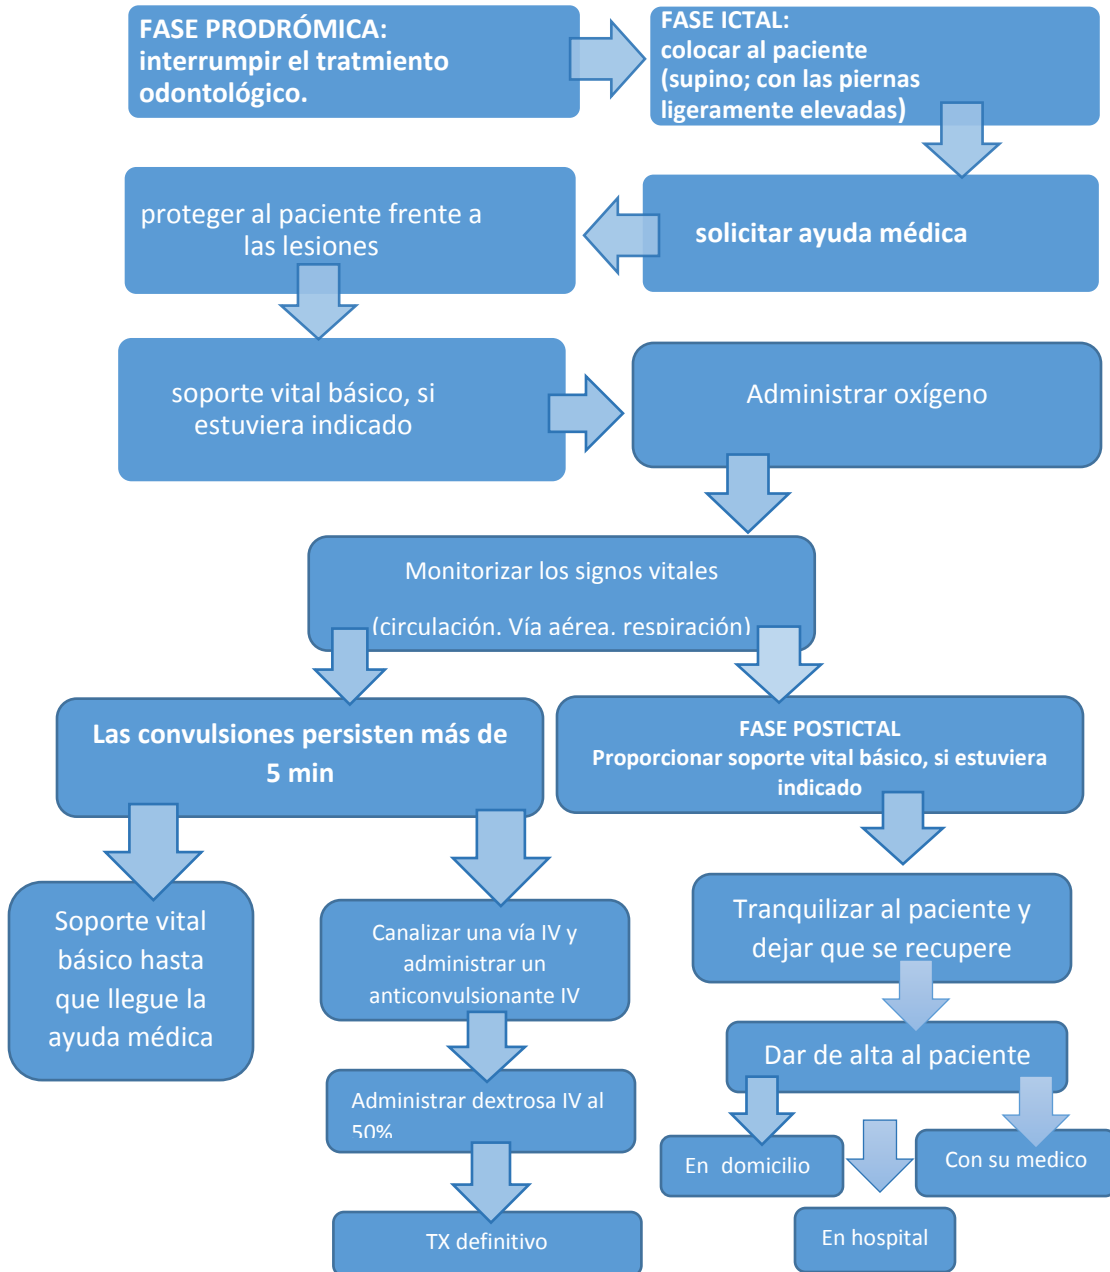 FASE PRODRÓMICA:
interrumpir el tratmiento
odontológico.
FASE ICTAL:
colocar al paciente
(supino; con las piernas
ligeramente elevadas)
solicitar ayuda médica
proteger al paciente frente a
las lesiones
soporte vital básico, si
estuviera indicado
Administrar oxígeno
Monitorizar los signos vitales
(circulación. Vía aérea. respiración)
Las convulsiones persisten más de
5 min
FASE POSTICTAL
Proporcionar soporte vital básico, si estuviera
indicado
Soporte vital
básico hasta
que llegue la
ayuda médica
Canalizar una vía IV y
administrar un
anticonvulsionante IV
Administrar dextrosa IV al
50%
TX definitivo
Tranquilizar al paciente y
dejar que se recupere
Dar de alta al paciente
En domicilio
Con su medico
En hospital